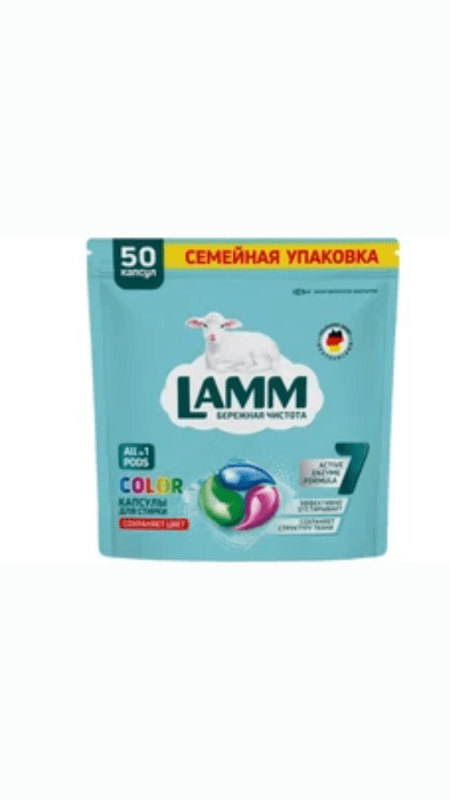 50
капсул
СЕМЕЙНАЯ УПАКОВКА
LAMM
БЕРЕЖНАЯ ЧИСТОТА
ALL in 1
PODS
COLOR
КАПСУЛЫ
ДЛЯ СТИРКИ
СОХРАНЯЕТ ЦВЕТ
ACTIVE
ENZYME
FORMULA
7
ЭФФЕКТИВНО
ОТСТИРЫВАЕТ
СОХРАНЯЕТ
СТРУКТУРУ ТКАНИ